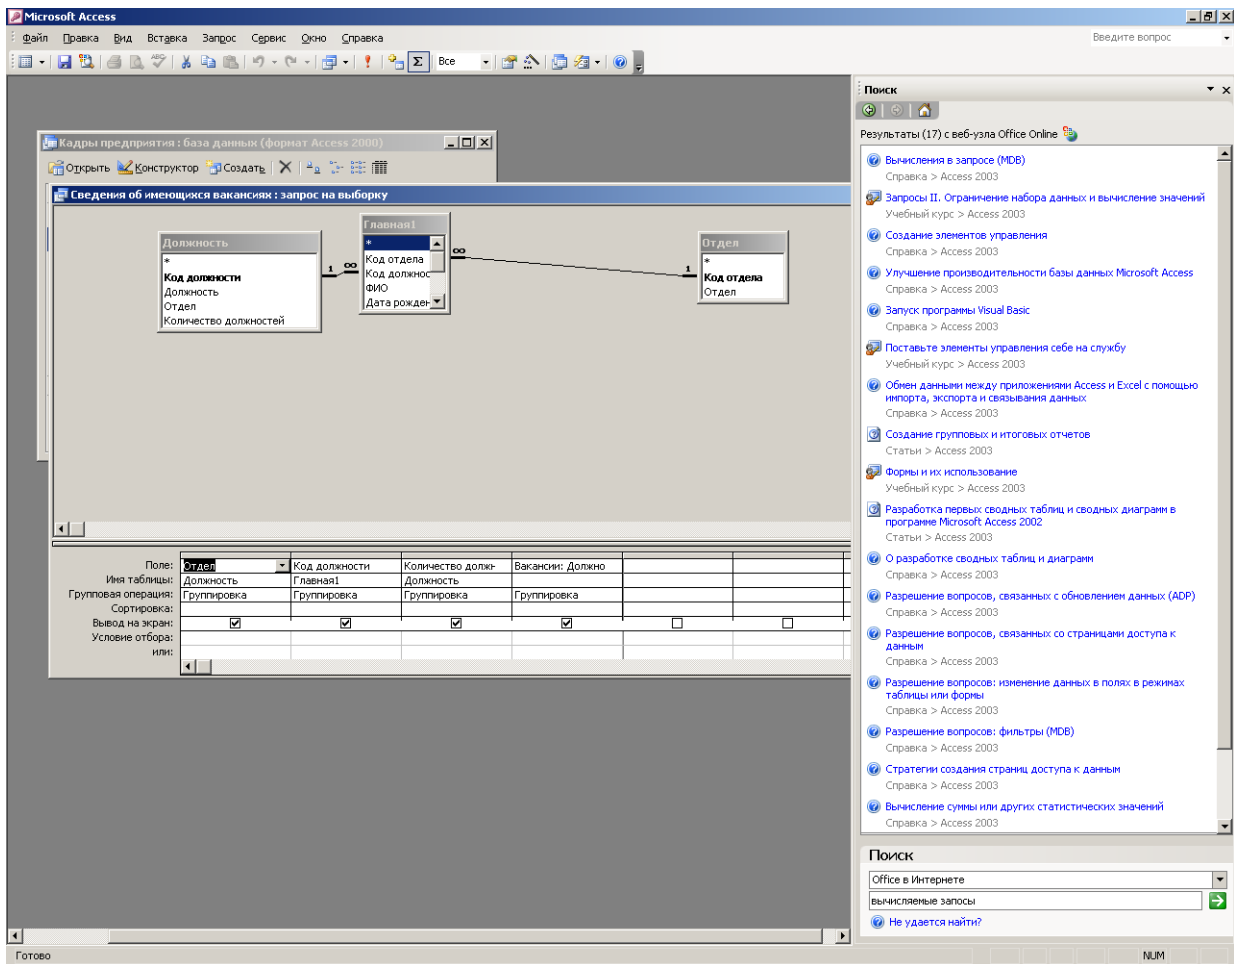 Microsoft Access
Файл Правка Вид Вставка Запрос Сервис Окно Справка
Введите вопрос
Все
Кадры предприятия : база данных (формат Access 2000)
Открыть Конструктор Создать
Сведения об имеющихся вакансиях : запрос на выборку
Должность
*
Код должности
Должность
Отдел
Количество должностей
1 ∞
Главная1
*
Код отдела
Код должнос
ФИО
Дата рожден
∞ 1
Отдел
*
Код отдела
Отдел
Поле: Отдел Код должности Количество должн Вакансии: Должно
Имя таблицы: Должность Главная1 Должность
Групповая операция: Группировка Группировка Группировка Группировка
Сортировка:
Вывод на экран:
Условие отбора:
или:
Поиск
Результаты (17) с веб-узла Office Online
Вычисления в запросе (MDB)
Справка > Access 2003
Запросы II. Ограничение набора данных и вычисление значений
Учебный курс > Access 2003
Создание элементов управления
Справка > Access 2003
Улучшение производительности базы данных Microsoft Access
Справка > Access 2003
Запуск программы Visual Basic
Справка > Access 2003
Поставьте элементы управления себе на службу
Учебный курс > Access 2003
Обмен данными между приложениями Access и Excel с помощью
импорта, экспорта и связывания данных
Справка > Access 2003
Создание групповых и итоговых отчетов
Статьи > Access 2003
Формы и их использование
Учебный курс > Access 2003
Разработка первых сводных таблиц и сводных диаграмм в
программе Microsoft Access 2002
Статьи > Access 2003
О разработке сводных таблиц и диаграмм
Справка > Access 2003
Разрешение вопросов, связанных с обновлением данных (ADP)
Справка > Access 2003
Разрешение вопросов, связанных со страницами доступа к
данным
Справка > Access 2003
Разрешение вопросов: изменение данных в полях в режимах
таблицы или формы
Справка > Access 2003
Разрешение вопросов: фильтры (MDB)
Справка > Access 2003
Стратегии создания страниц доступа к данным
Справка > Access 2003
Вычисление суммы или других статистических значений
Справка > Access 2003
Поиск
Office в Интернете
вычисляемые запосы
Не удается найти?
Готово
NUM